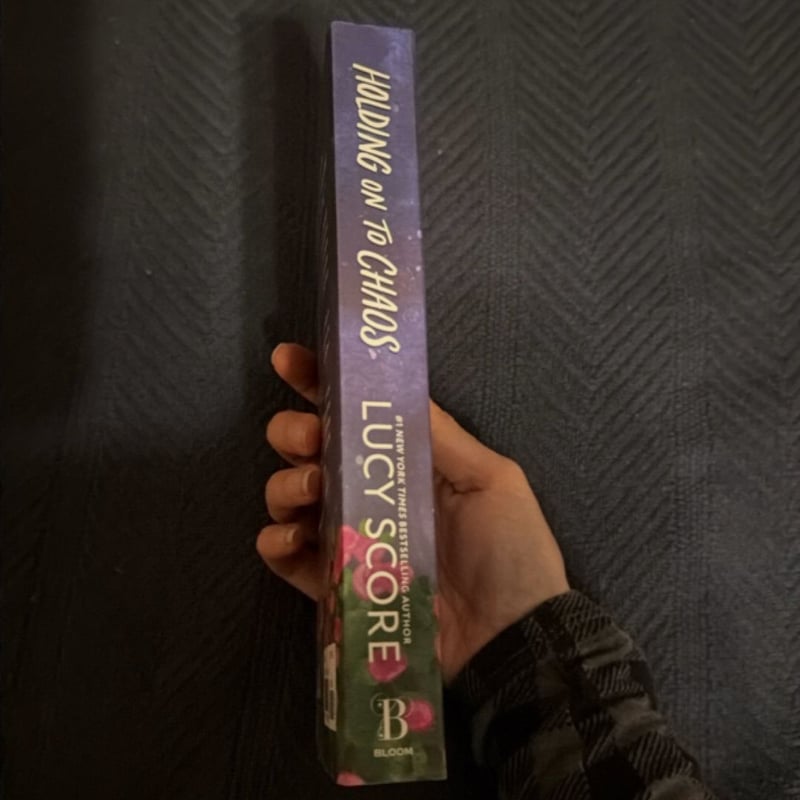 HOLDING ON TO CHAOS
#1 NEW YORK TIMES BESTSELLING AUTHOR
LUCY SCORE
B
BLOOM